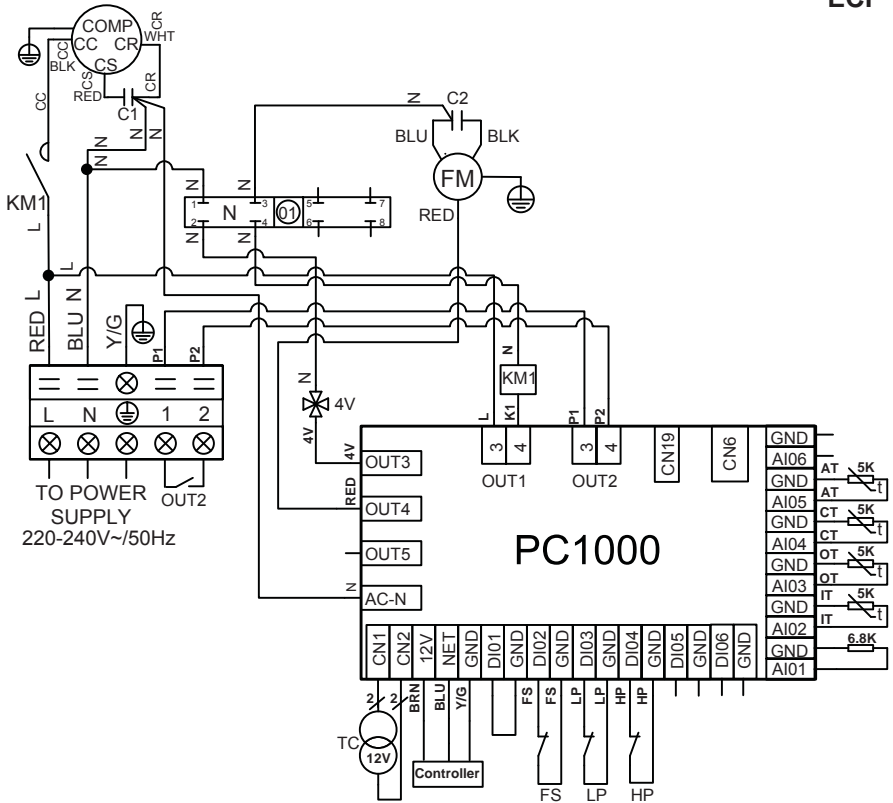 ECI
COMP
CC
CR
CS
CR
WHT
CC
BLK
CS
RED
CR
C1
CC
N
N
N
N
N
N
C2
BLU
BLK
FM
RED
KM1
L
N
N
1
3
5
7
N
01
2
4
6
8
N
N
L
RED L
BLU N
Y/G
P1
P2
L
N
1
2
TO POWER
SUPPLY
220-240V~/50Hz
OUT2
N
4V
4V
N
KM1
L
K1
P1
P2
3
4
3
4
OUT1
OUT2
CN19
CN6
4V
OUT3
RED
OUT4
OUT5
N
AC-N
PC1000
GND
AI06
GND
AI05
GND
AI04
GND
AI03
GND
AI02
GND
AI01
AT
5K
t
AT
CT
5K
t
CT
OT
5K
t
OT
IT
5K
t
IT
6.8K
CN1
CN2
12V
NET
GND
DI01
GND
DI02
GND
DI03
GND
DI04
GND
DI05
GND
DI06
GND
2
2
BRN
BLU
Y/G
FS
FS
LP
LP
HP
HP
TC
12V
Controller
FS
LP
HP